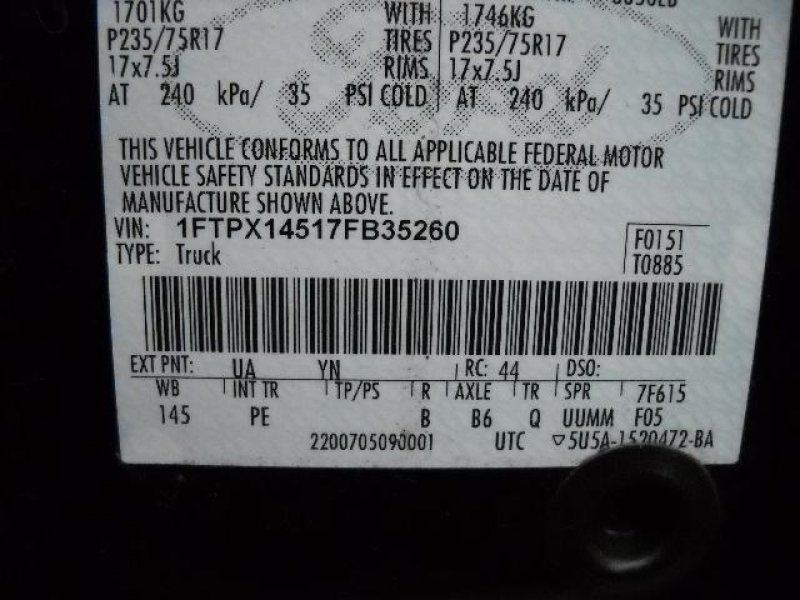 1701KG WITH 1746KG WITH
P235/75R17 TIRES P235/75R17 TIRES
17x7.5J RIMS 17x7.5J RIMS
AT 240 kPa/ 35 PSI COLD AT 240 kPa/ 35 PSI COLD
Ford
THIS VEHICLE CONFORMS TO ALL APPLICABLE FEDERAL MOTOR
VEHICLE SAFETY STANDARDS IN EFFECT ON THE DATE OF
MANUFACTURE SHOWN ABOVE.
VIN: 1FTPX14517FB35260
F0151
TYPE: Truck
T0885
EXT PNT: UA YN RC: 44 DSO:
WB INT TR TP/PS R AXLE TR SPR 7F615
145 PE B B6 Q UUMM F05
2200705090001 UTC ▽5U5A-1520472-BA